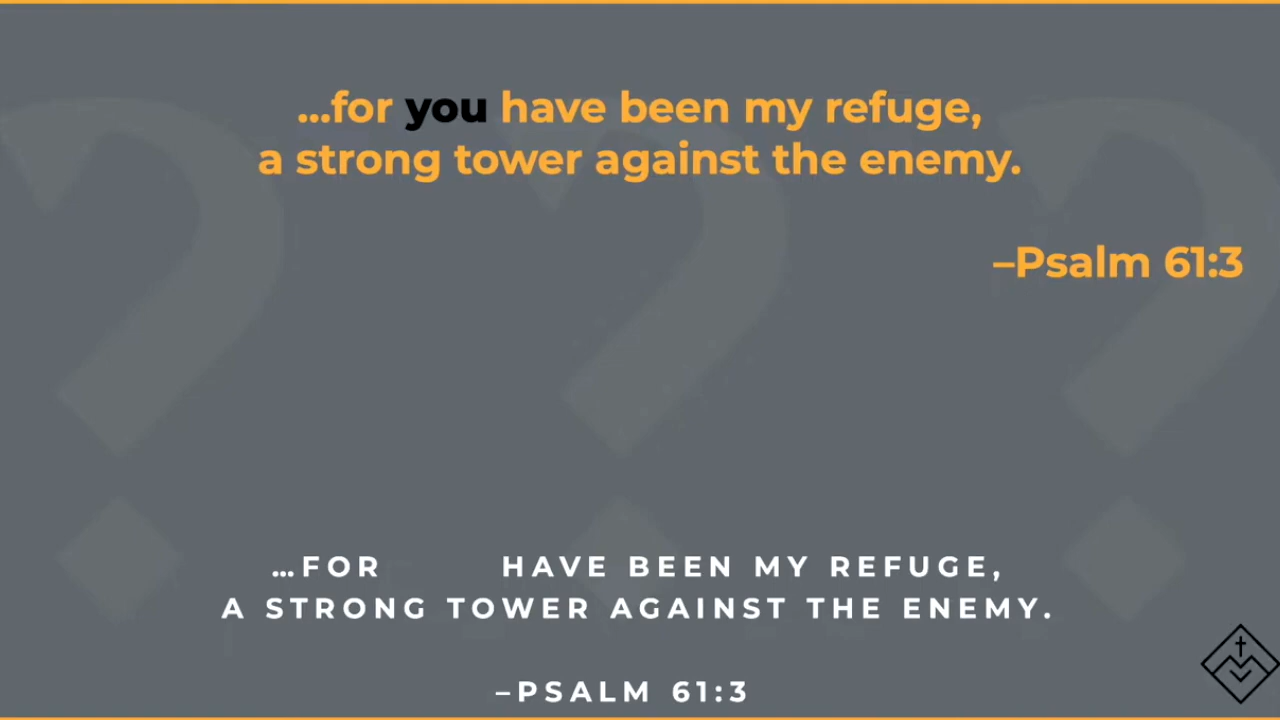 ...for you have been my refuge,
a strong tower against the enemy.
–Psalm 61:3
...FOR HAVE BEEN MY REFUGE,
A STRONG TOWER AGAINST THE ENEMY.
–PSALM 61:3